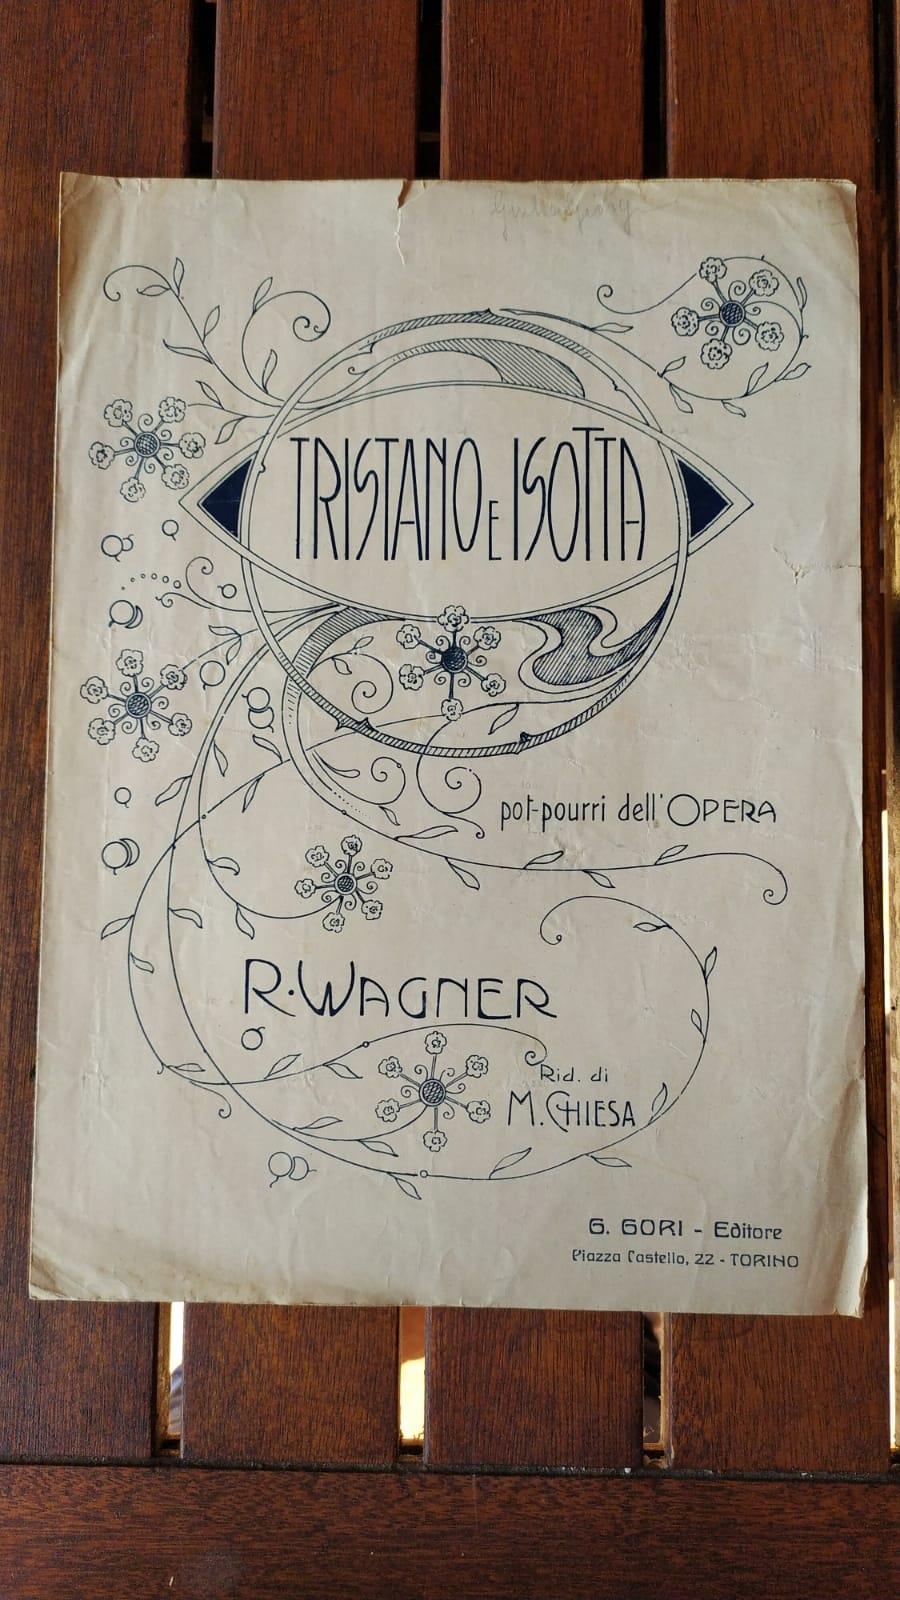 TRISTANO E ISOTTA
pot-pourri dell'OPERA
R. WAGNER
Rid. di
M. CHIESA
G. GORI - Editore
Piazza Castello, 22 - TORINO